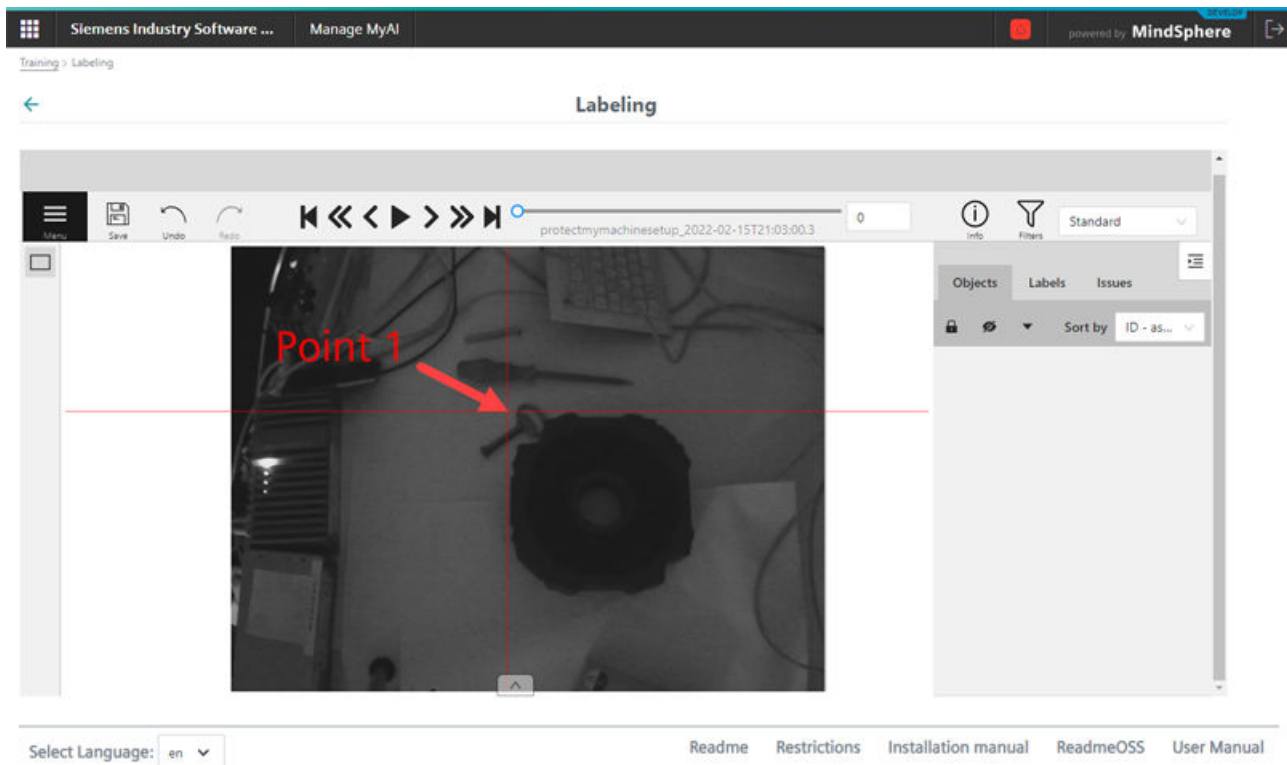 DEVELOP
Siemens Industry Software ... Manage MyAI powered by MindSphere
Training > Labeling
Labeling
Menu Save Undo Redo protectmymachinesetup_2022-02-15T21:03:00.3 0 Info Filters Standard
Objects Labels Issues
Sort by ID - as...
Point 1
Select Language: en Readme Restrictions Installation manual ReadmeOSS User Manual